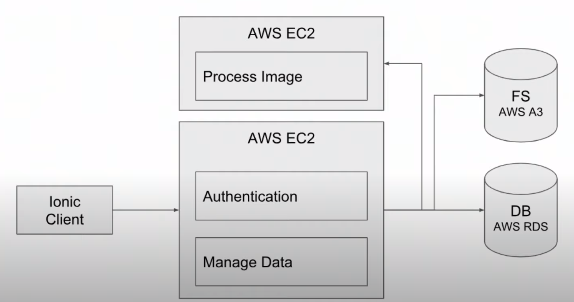 AWS EC2
Process Image
FS
AWS A3
AWS EC2
Authentication
Ionic
Client
DB
AWS RDS
Manage Data